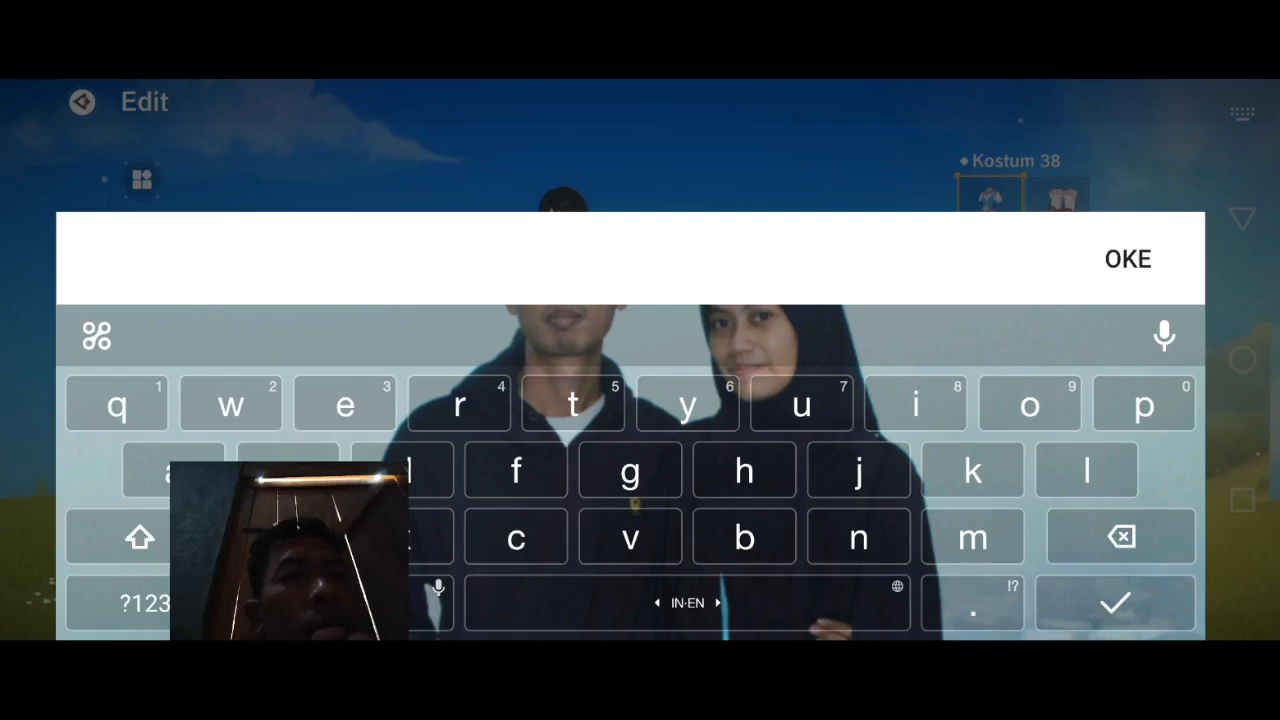 Edit
Kostum 38
OKE
q 1 w 2 e 3 r 4 t 5 y 6 u 7 i 8 o 9 p 0
f g h j k l
c v b n m
?123 IN·EN . !?